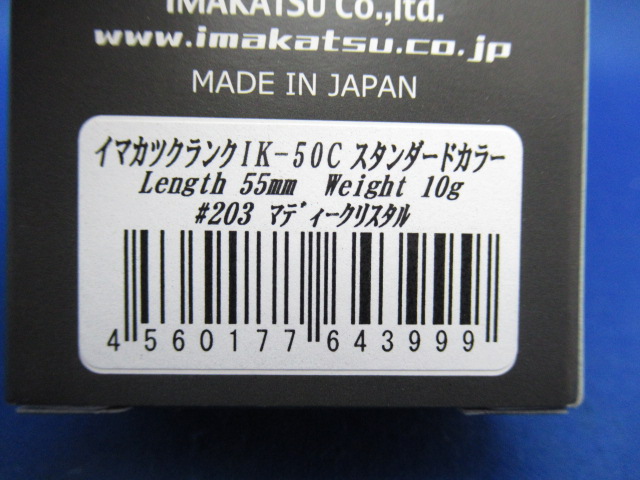 IMAKATSU Co.,ltd.
www.imakatsu.co.jp
MADE IN JAPAN
イマカツクランクIK-50C スタンダードカラー
Length 55mm Weight 10g
#203 ﾏﾃﾞｨｰｸﾘｽﾀﾙ
4 560177 643999